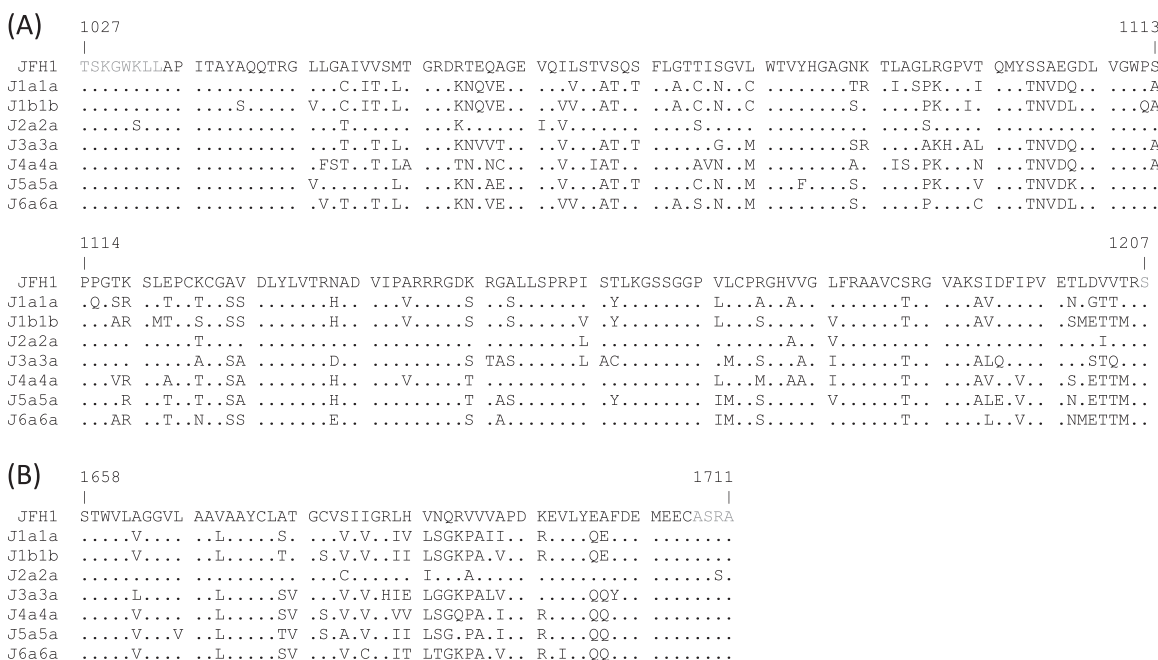 (A) 1027 1113
| |
JFH1 TSKGWKLLAP ITAYAQQTRG LLGAIVVSMT GRDRTEQAGE VQILSTVSQS FLGTTISGVL WTVYHGAGNK TLAGLRGPVT QMYSSAEGDL VGWPS
J1a1a .......... .......... ...C.IT.L. ...KNQVE.. ...V.AT.T .A.C.N..C .........TR .I.SPK.... ...TNVDQ.. ....A
J1b1b .......... .....S.... V..C.IT.L. ...KNQVE.. ..VV.AT... .A.C.N..C .........S. ....PK..I. ...TNVDL.. ...QA
J2a2a .....S.... .......... ...T...... ...K...... I.V....... ....S..... .......... ....S..... .......... .....
J3a3a .......... .......... ...T..T.L. ...KNVVT.. ..V..AT.T ......G..M ........SR ....AKH.AL ...TNVDQ.. ....A
J4a4a .......... .......... .FST..T.LA ...TN.NC.. ..V..IAT.. ...AVN..M ........A. ..IS.PK...N ...TNVDQ.. ....A
J5a5a .......... .......... V......L. ...KN.AE.. ..V..AT.T ....T.N..M ...F....S. ....PK...V ...TNVDK.. .....
J6a6a .......... .......... .V.T.IT.L. ...KN.VE.. ..VV..AT.. .A.S.N..M ........S. ....P....C ...TNVDL.. .....
1114 1207
| |
JFH1 PPGTKSLEPCKCGAV DLYLVTRNAD VIPARRRGDK RGALLSPRPI STLKGSSGGP VLCPRGHVVG LFRAAVCSRG VAKSIDFIPV ETLDVVTRS
J1a1a .Q.SR ..T..T..SS .......H.. ....V....S ..S....... .Y........ .L..A..A.. ......T... ...AV..... .N.GTT...
J1b1b ...AR .MT..S..SS .......H.. ....V....S ..S......V .Y........ .L..S..... V.....T... ...AV..... .SMETTM..
J2a2a ..... .....T.... .......... .......... .........L .......... .......A.. V......... .......... .....I...
J3a3a ..... .....A..SA .......D.. .........S TAS......L AC........ .M..S...A. I.....T... ...ALQ.... ...STQ...
J4a4a ...VR ..A..T..SA .......H.. ....V....T .......... .......... .L..M..AA. I.....T... ...AV..V.. .S.ETTM..
J5a5a ....R ..T..T..SA .......H.. .........T ..AS...... .Y........ IM..S..... V.....T... ...ALE.V.. .N.ETTM..
J6a6a ...AR ..T..N..SS .......E.. .........S .A........ .......... IM..S..... ......T... ....L..V.. .NMETTM..
(B) 1658 1711
| |
JFH1 STWVLAGGVL AAVAAYCLAT GCVSIIGRLH VNQRVVVAPD KEVLYEAFDE MEECASRA
J1a1a .....V.... ..L.....S. ...V.V..IV LSGKPAII.. R....QE... ........
J1b1b .....V.... ..L.....T. .S.V.V..II LSGKPA.V.. R....QE... ........
J2a2a .......... .......... ...C...... I...A..... .......... ......S.
J3a3a .....L.... ..L.....SV ...V.V.HIE LGGKPALV.. .....QQY.. ........
J4a4a .....V.... ..L.....SV .S.V.V..VV LSGQPA.I.. R....QQ... ........
J5a5a .....V...V ..L.....TV .S.A.V..II LSG.PA.I.. R....QQ... ........
J6a6a .....V.... ..L.....SV ...V.C..IT LTGKPA.V.. R.I..QQ... ........